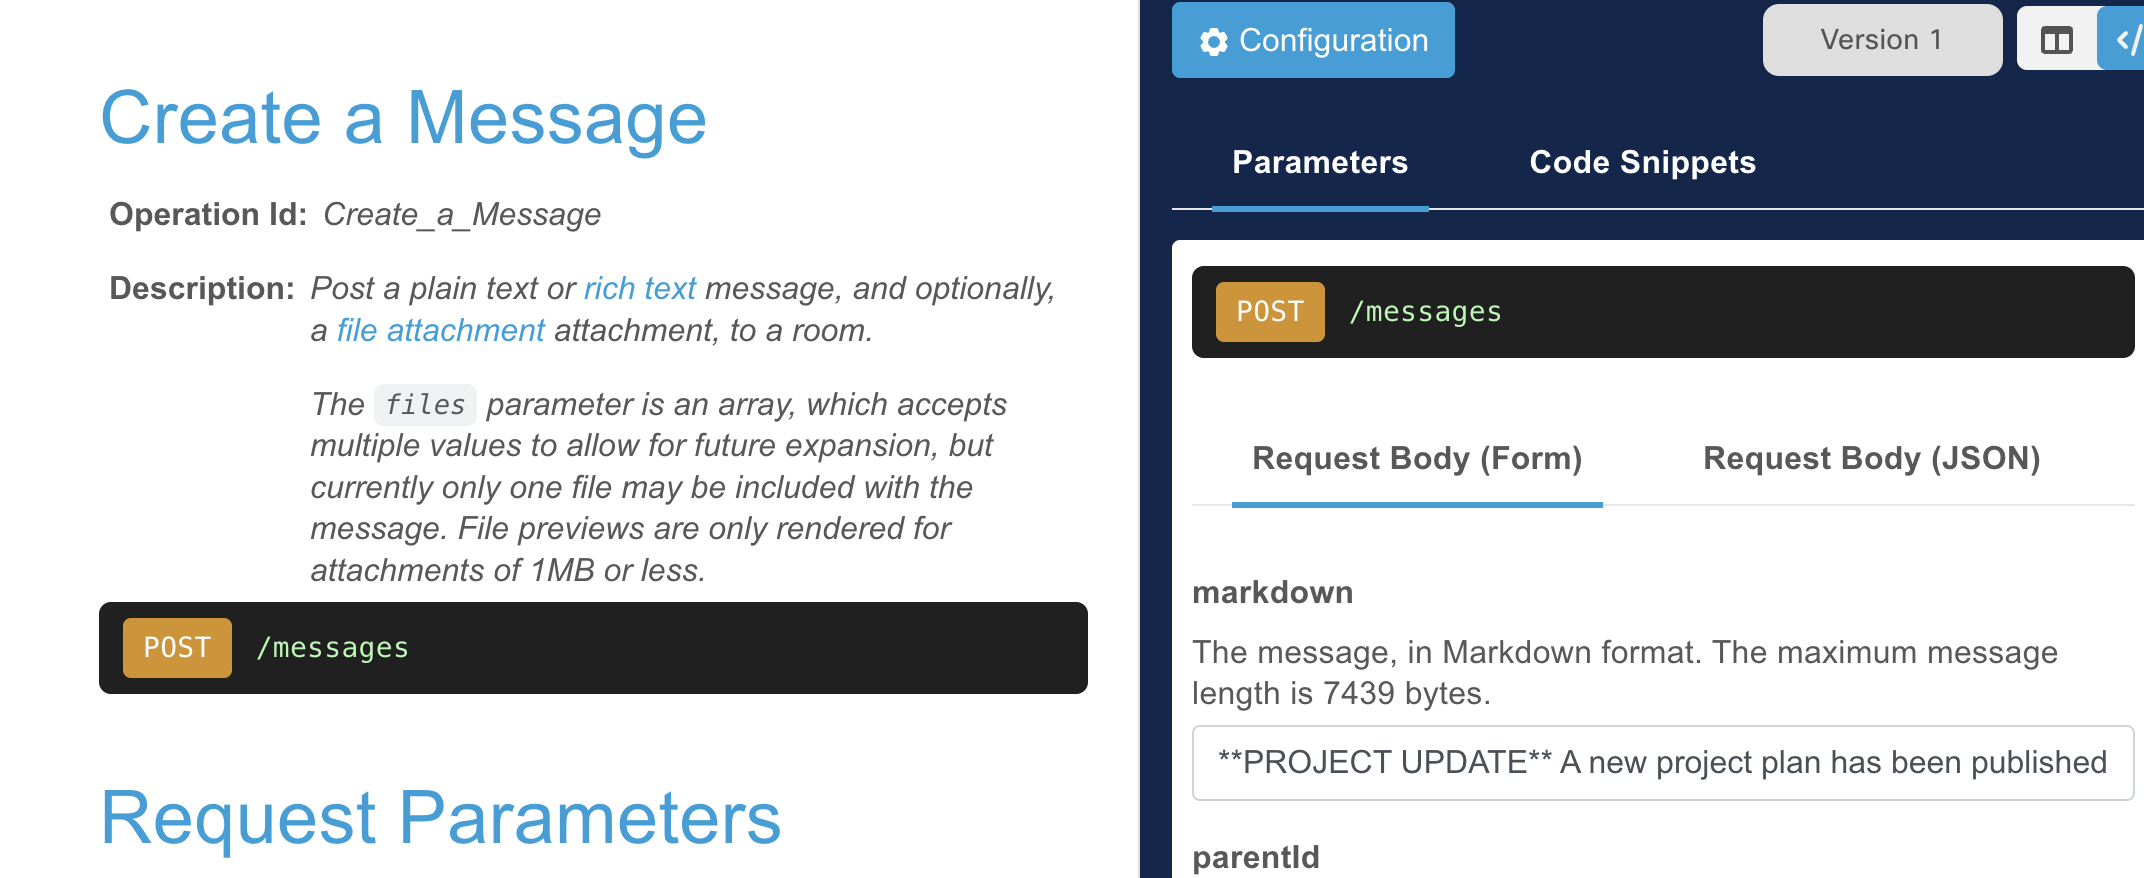 Create a Message
Operation Id: Create_a_Message
Description: Post a plain text or rich text message, and optionally,
a file attachment attachment, to a room.
The files parameter is an array, which accepts
multiple values to allow for future expansion, but
currently only one file may be included with the
message. File previews are only rendered for
attachments of 1MB or less.
POST /messages
Request Parameters
Configuration
Version 1
Parameters
Code Snippets
POST /messages
Request Body (Form)
Request Body (JSON)
markdown
The message, in Markdown format. The maximum message
length is 7439 bytes.
**PROJECT UPDATE** A new project plan has been published
parentId